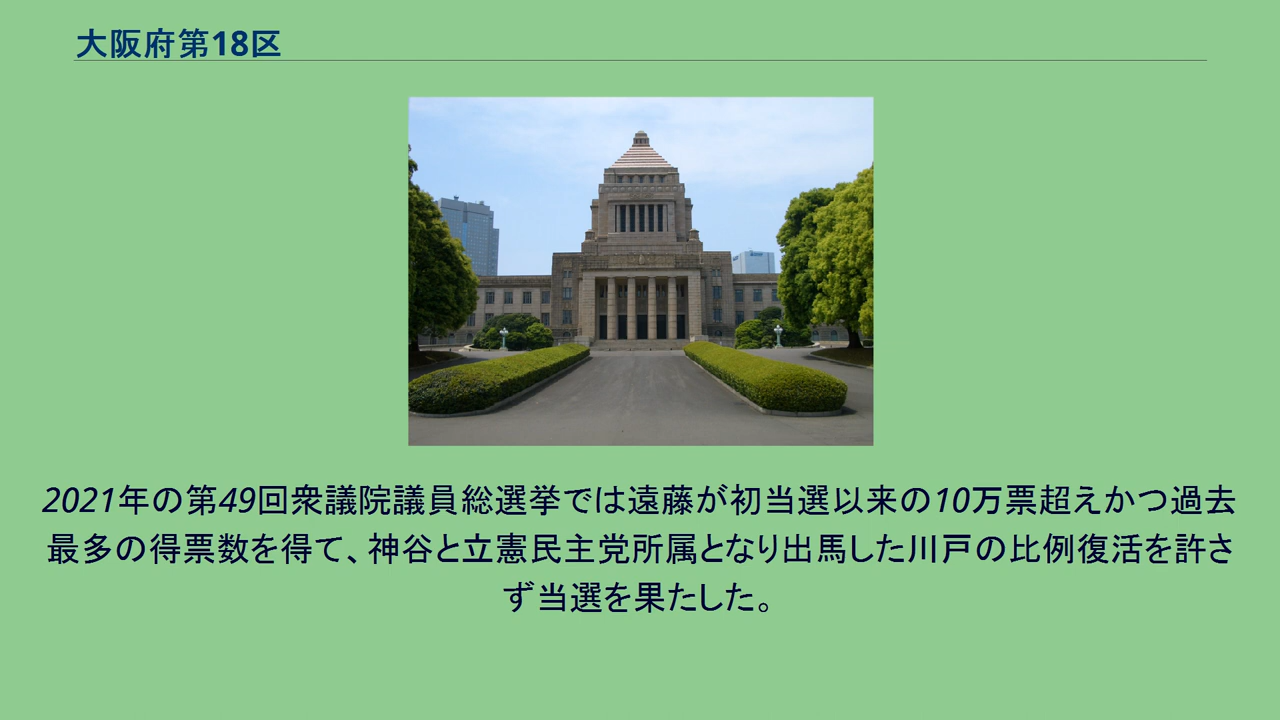 大阪府第18区
2021年の第49回衆議院議員総選挙では遠藤が初当選以来の10万票超えかつ過去
最多の得票数を得て、神谷と立憲民主党所属となり出馬した川戸の比例復活を許さ
ず当選を果たした。